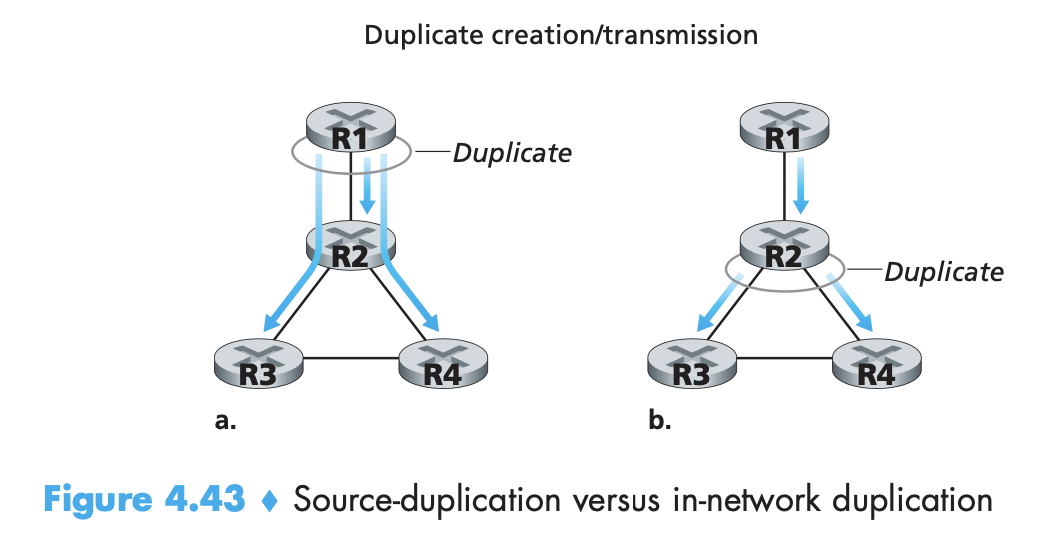 Duplicate creation/transmission
R1
Duplicate
R2
R3
R4
a.
R1
R2
Duplicate
R3
R4
b.
Figure 4.43 ♦ Source-duplication versus in-network duplication